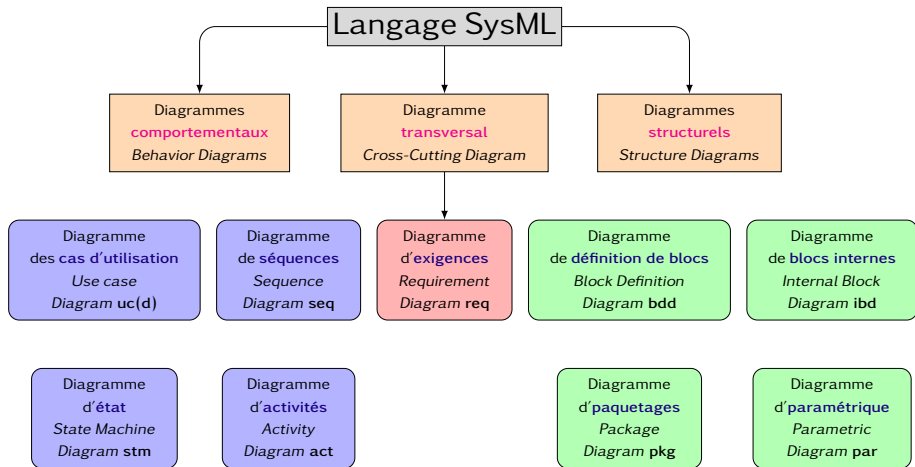 Langage SysML
Diagrammes
comportementaux
Behavior Diagrams
Diagramme
transversal
Cross-Cutting Diagram
Diagrammes
structurels
Structure Diagrams
Diagramme
des cas d'utilisation
Use case
Diagram uc(d)
Diagramme
de séquences
Sequence
Diagram seq
Diagramme
d'exigences
Requirement
Diagram req
Diagramme
de définition de blocs
Block Definition
Diagram bdd
Diagramme
de blocs internes
Internal Block
Diagram ibd
Diagramme
d'état
State Machine
Diagram stm
Diagramme
d'activités
Activity
Diagram act
Diagramme
d'paquetages
Package
Diagram pkg
Diagramme
d'paramétrique
Parametric
Diagram par